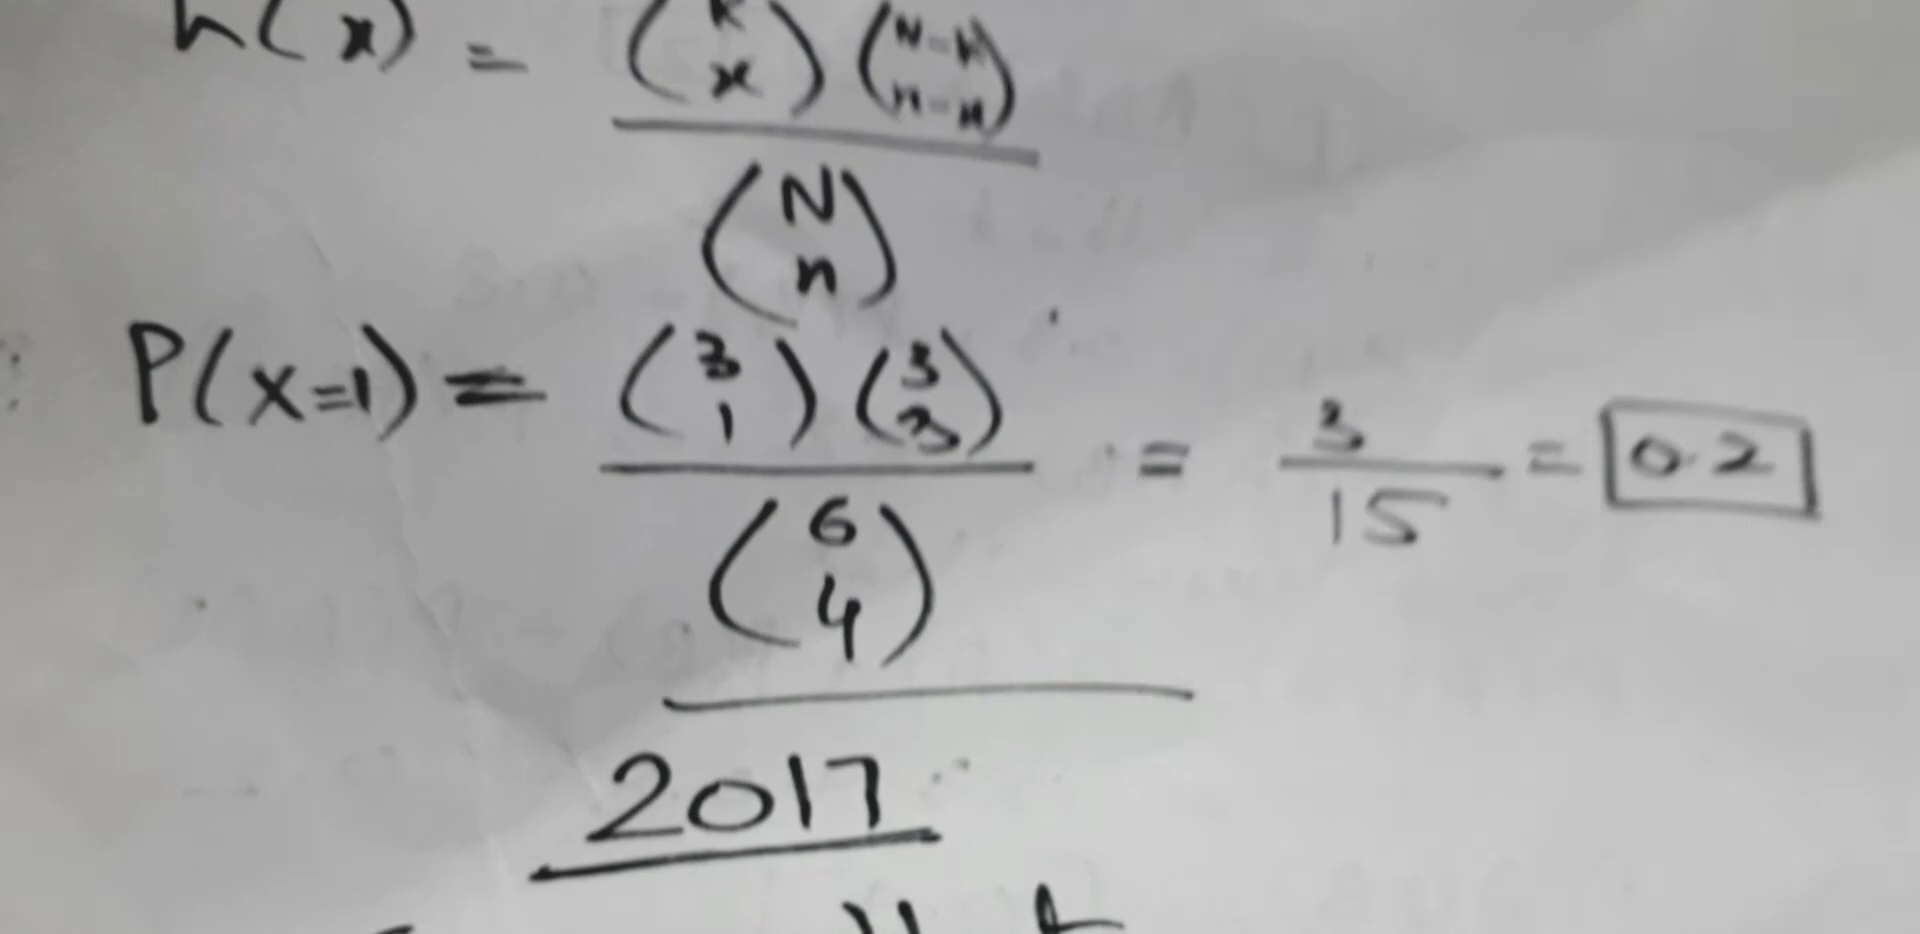 h(x) = (k x) (N-k n-x) / (N n)
P(x=1) = (3 1) (3 3) / (6 4) = 3/15 = 0.2
2017